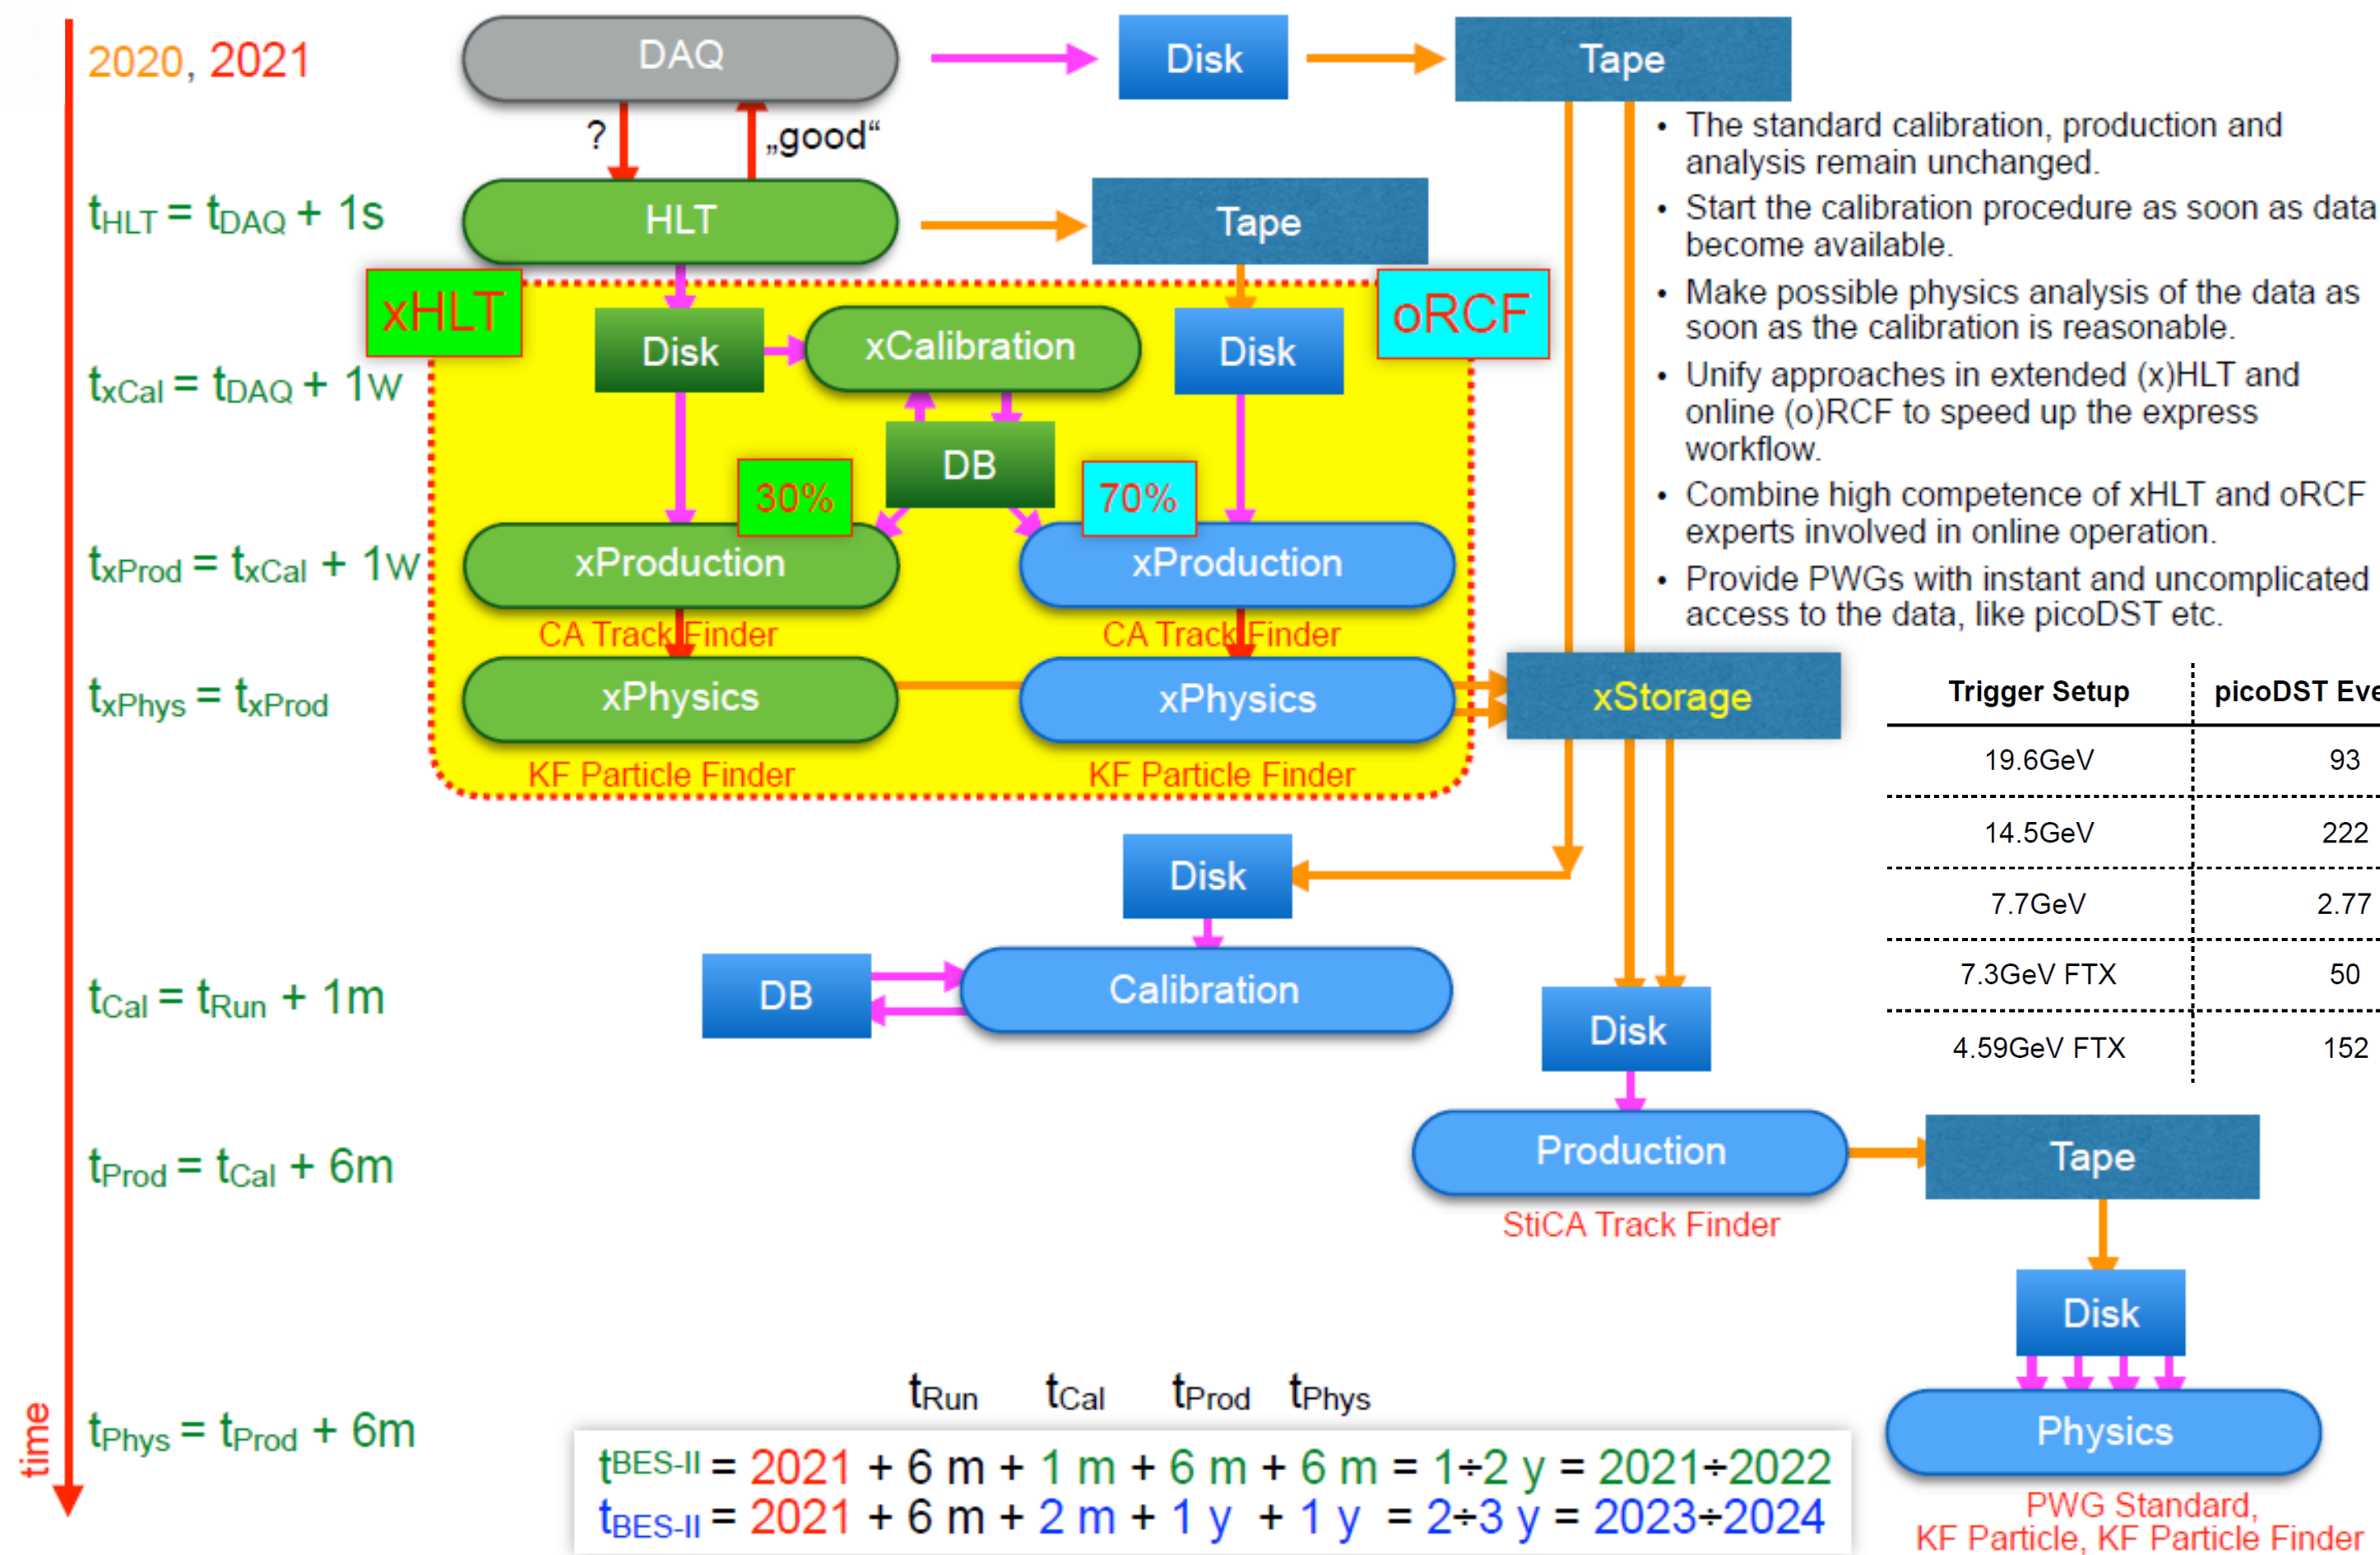 2020, 2021
DAQ
Disk
Tape
?
„good“
tHLT = tDAQ + 1s
HLT
Tape
• The standard calibration, production and
analysis remain unchanged.
• Start the calibration procedure as soon as data
become available.
• Make possible physics analysis of the data as
soon as the calibration is reasonable.
• Unify approaches in extended (x)HLT and
online (o)RCF to speed up the express
workflow.
• Combine high competence of xHLT and oRCF
experts involved in online operation.
• Provide PWGs with instant and uncomplicated
access to the data, like picoDST etc.
xHLT
oRCF
Disk
xCalibration
Disk
txCal = tDAQ + 1w
DB
30%
70%
txProd = txCal + 1w
xProduction
xProduction
CA Track Finder
CA Track Finder
txPhys = txProd
xPhysics
xPhysics
xStorage
KF Particle Finder
KF Particle Finder
Trigger Setup picoDST Eve
19.6GeV 93
14.5GeV 222
7.7GeV 2.77
7.3GeV FTX 50
4.59GeV FTX 152
Disk
tCal = tRun + 1m
DB
Calibration
Disk
tProd = tCal + 6m
Production
Tape
StiCA Track Finder
Disk
time
tPhys = tProd + 6m
Physics
PWG Standard,
KF Particle, KF Particle Finder
tRun tCal tProd tPhys
tBES-II = 2021 + 6 m + 1 m + 6 m + 6 m = 1÷2 y = 2021÷2022
tBES-II = 2021 + 6 m + 2 m + 1 y + 1 y = 2÷3 y = 2023÷2024